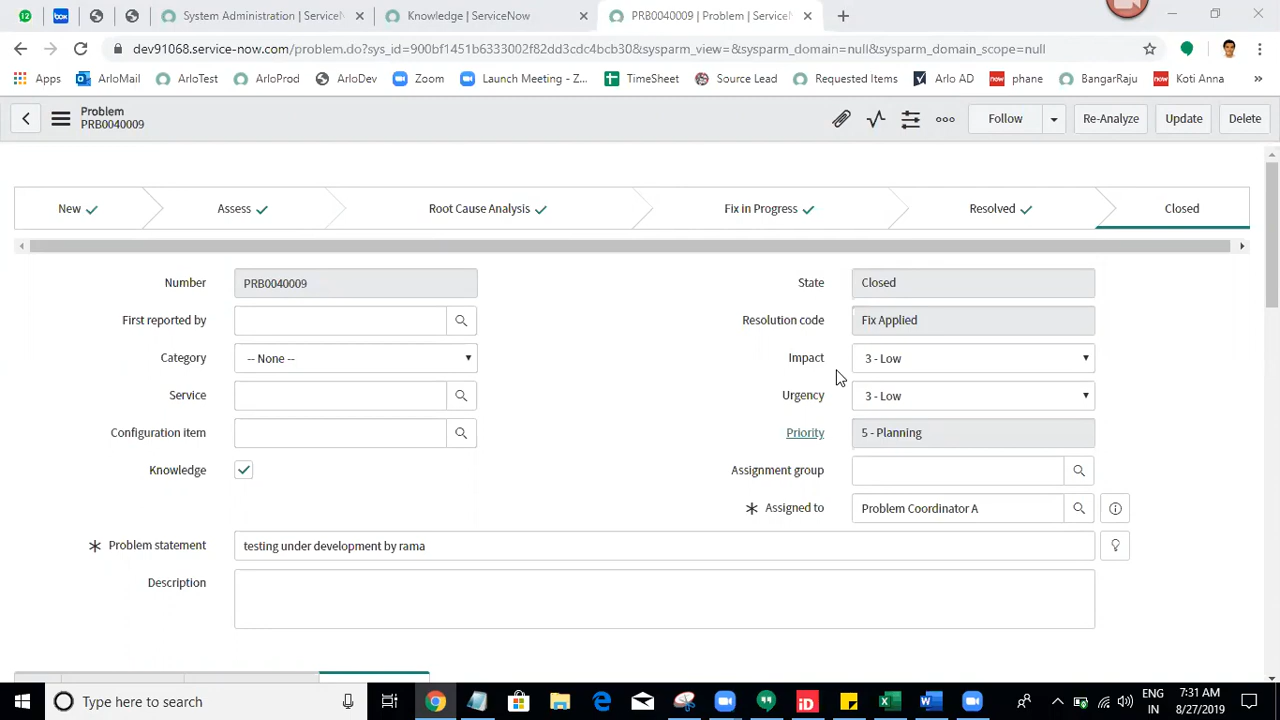 12
box
System Administration | ServiceN
Knowledge | ServiceNow
PRB0040009 | Problem | ServiceN
dev91068.service-now.com/problem.do?sys_id=900bf1451b6333002f82dd3cdc4bcb30&sysparm_view=&sysparm_domain=null&sysparm_domain_scope=null
Apps
ArloMail
ArloTest
ArloProd
ArloDev
Zoom
Launch Meeting - Z...
TimeSheet
Source Lead
Requested Items
Arlo AD
now phane
BangarRaju
now Koti Anna
»
Problem
PRB0040009
Follow
Re-Analyze
Update
Delete
New
Assess
Root Cause Analysis
Fix in Progress
Resolved
Closed
Number PRB0040009
State Closed
First reported by
Resolution code Fix Applied
Category -- None --
Impact 3 - Low
Service
Urgency 3 - Low
Configuration item
Priority 5 - Planning
Knowledge
Assignment group
Assigned to Problem Coordinator A
Problem statement testing under development by rama
Description
Type here to search
iD
ENG
IN
7:31 AM
8/27/2019